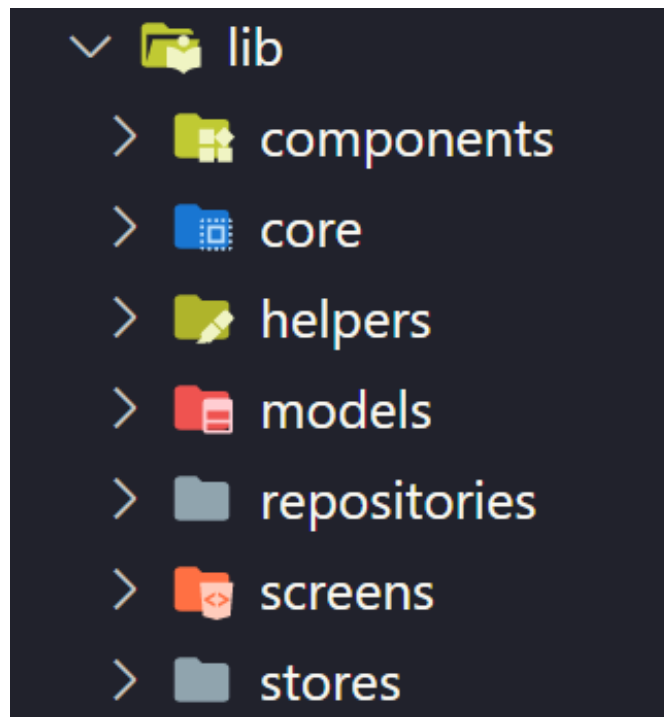 lib
components
core
helpers
models
repositories
screens
stores